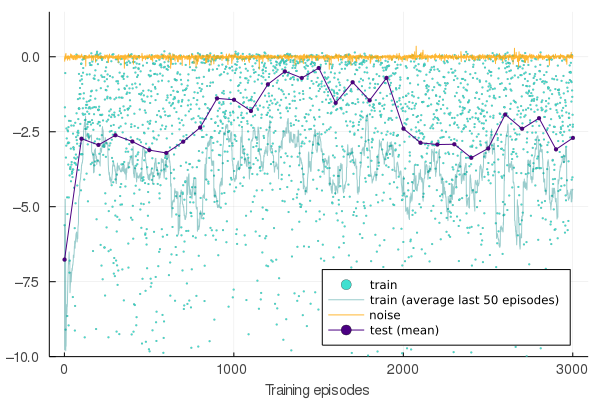 0.0
−2.5
−5.0
−7.5
−10.0
train
train (average last 50 episodes)
noise
test (mean)
0
1000
2000
3000
Training episodes